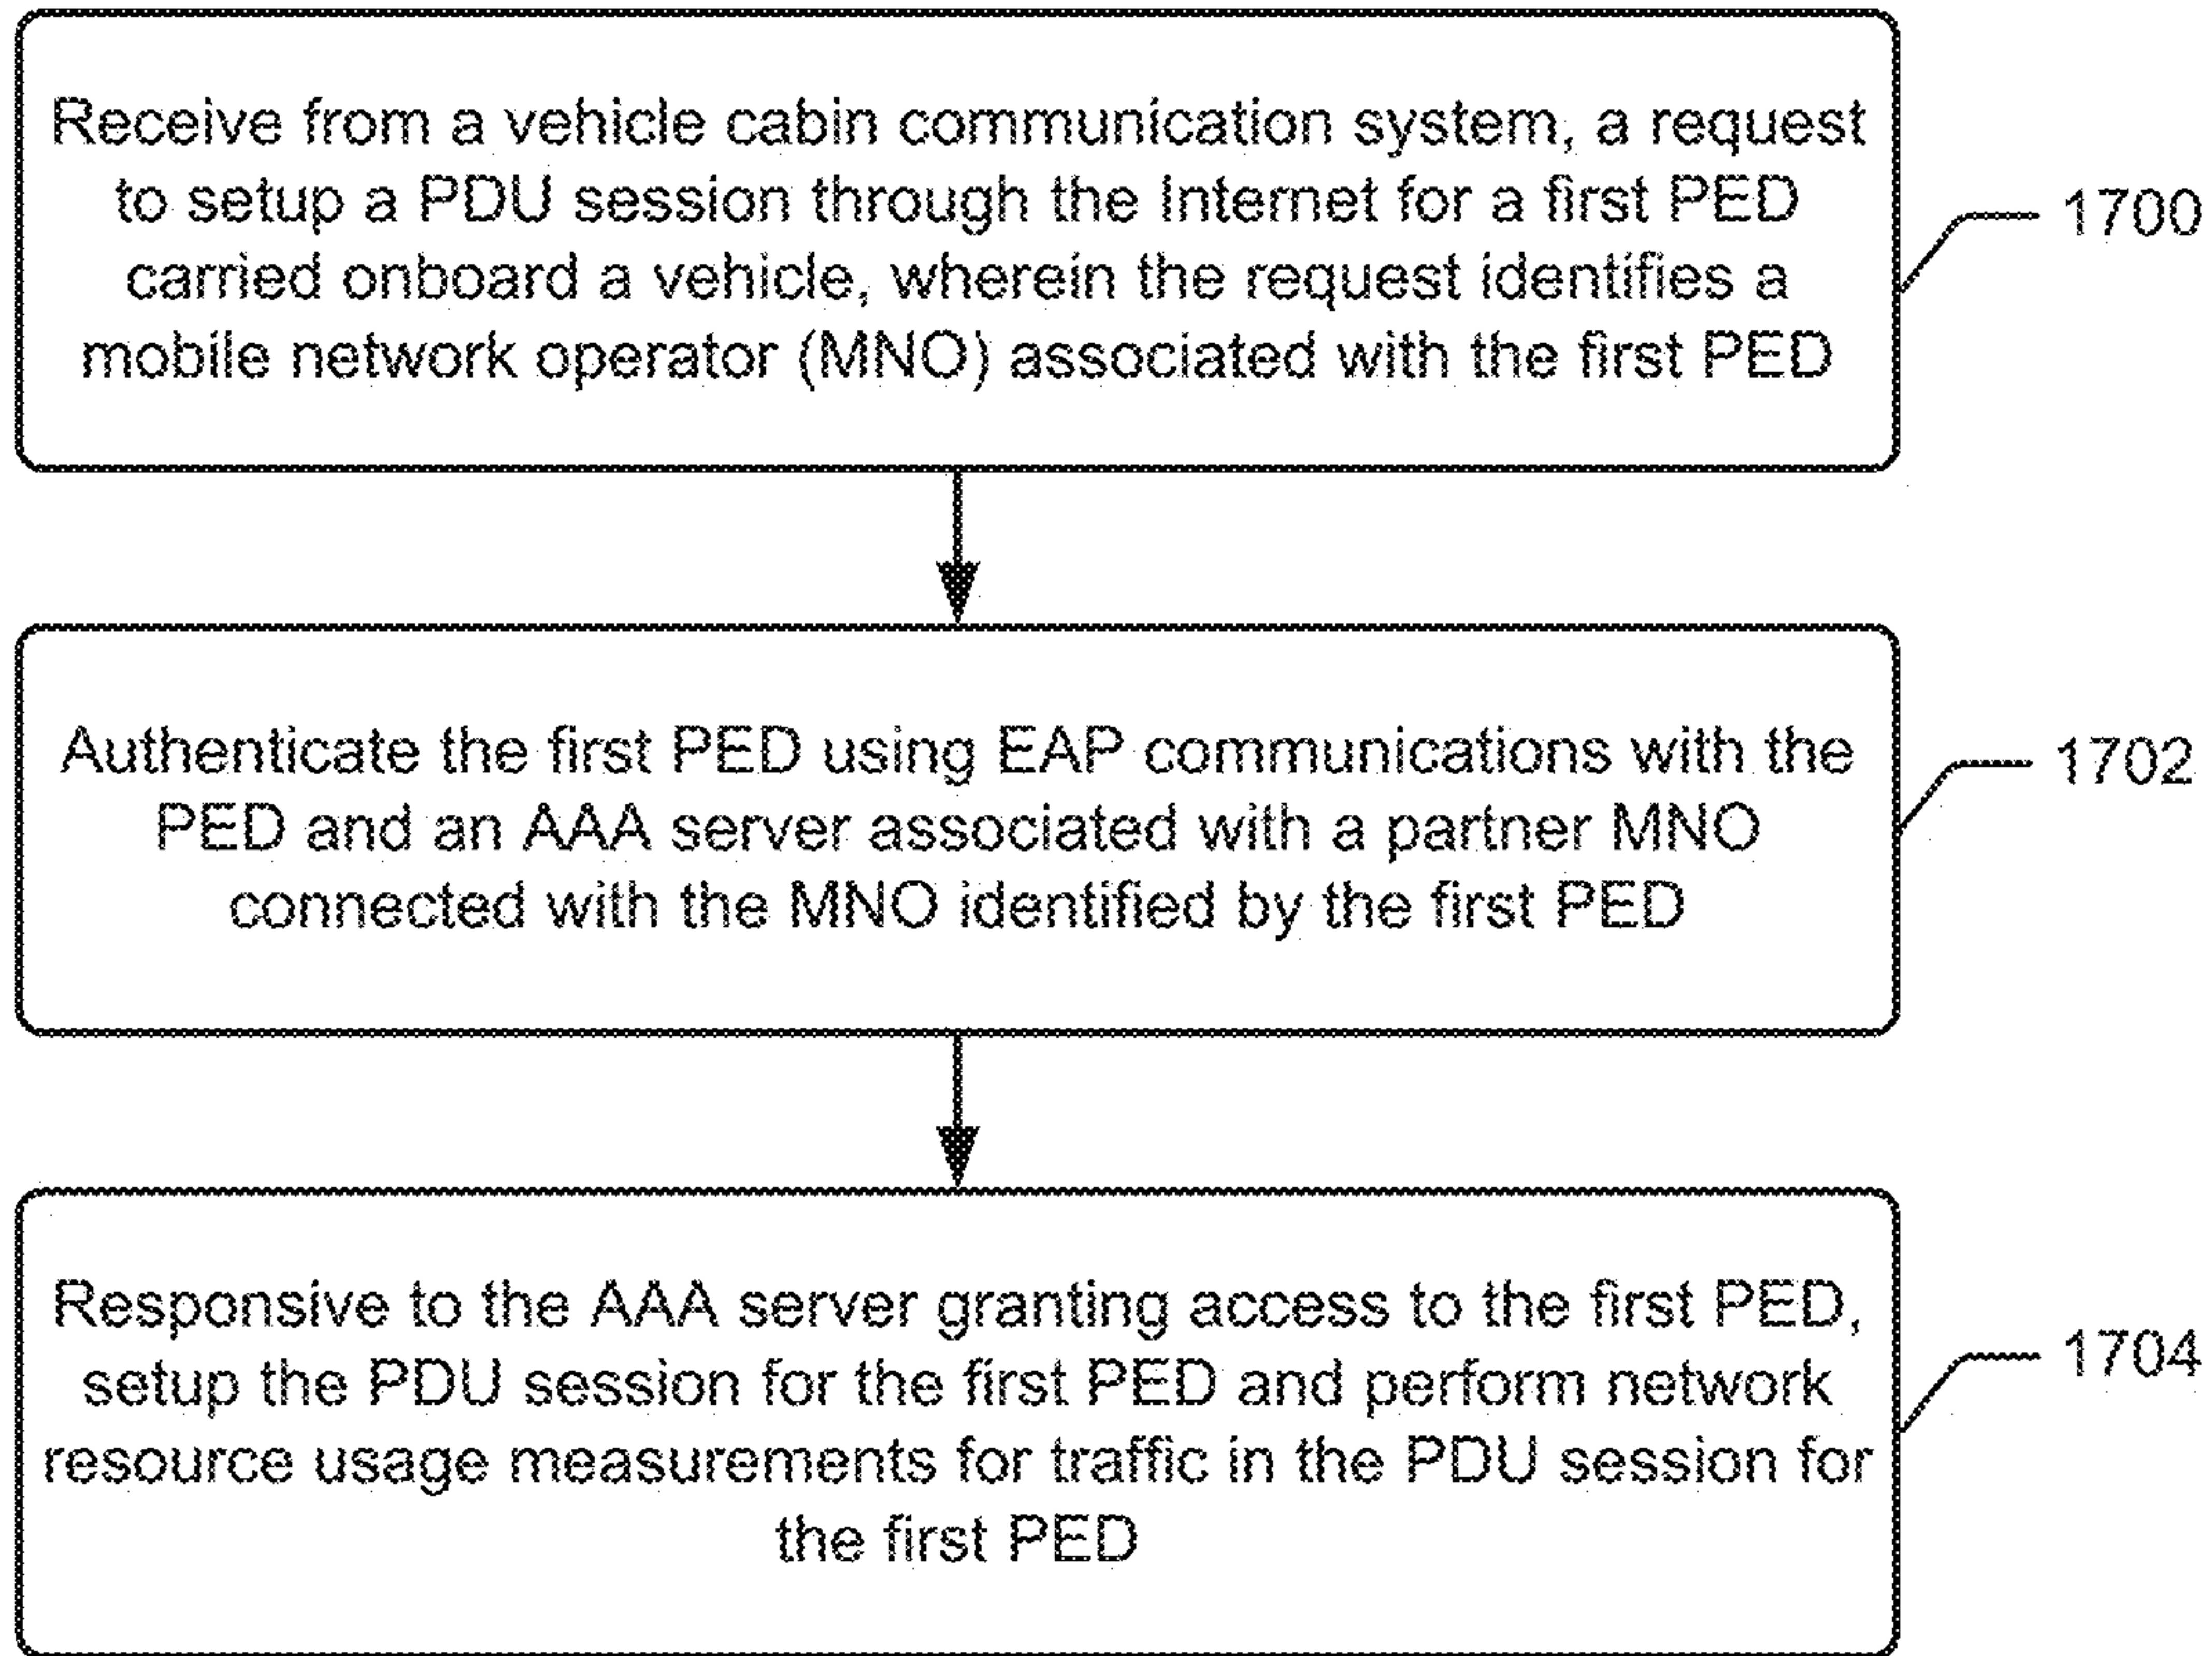 Receive from a vehicle cabin communication system, a request
to setup a PDU session through the Internet for a first PED
carried onboard a vehicle, wherein the request identifies a
mobile network operator (MNO) associated with the first PED
1700
Authenticate the first PED using EAP communications with the
PED and an AAA server associated with a partner MNO
connected with the MNO identified by the first PED
1702
Responsive to the AAA server granting access to the first PED,
setup the PDU session for the first PED and perform network
resource usage measurements for traffic in the PDU session for
the first PED
1704